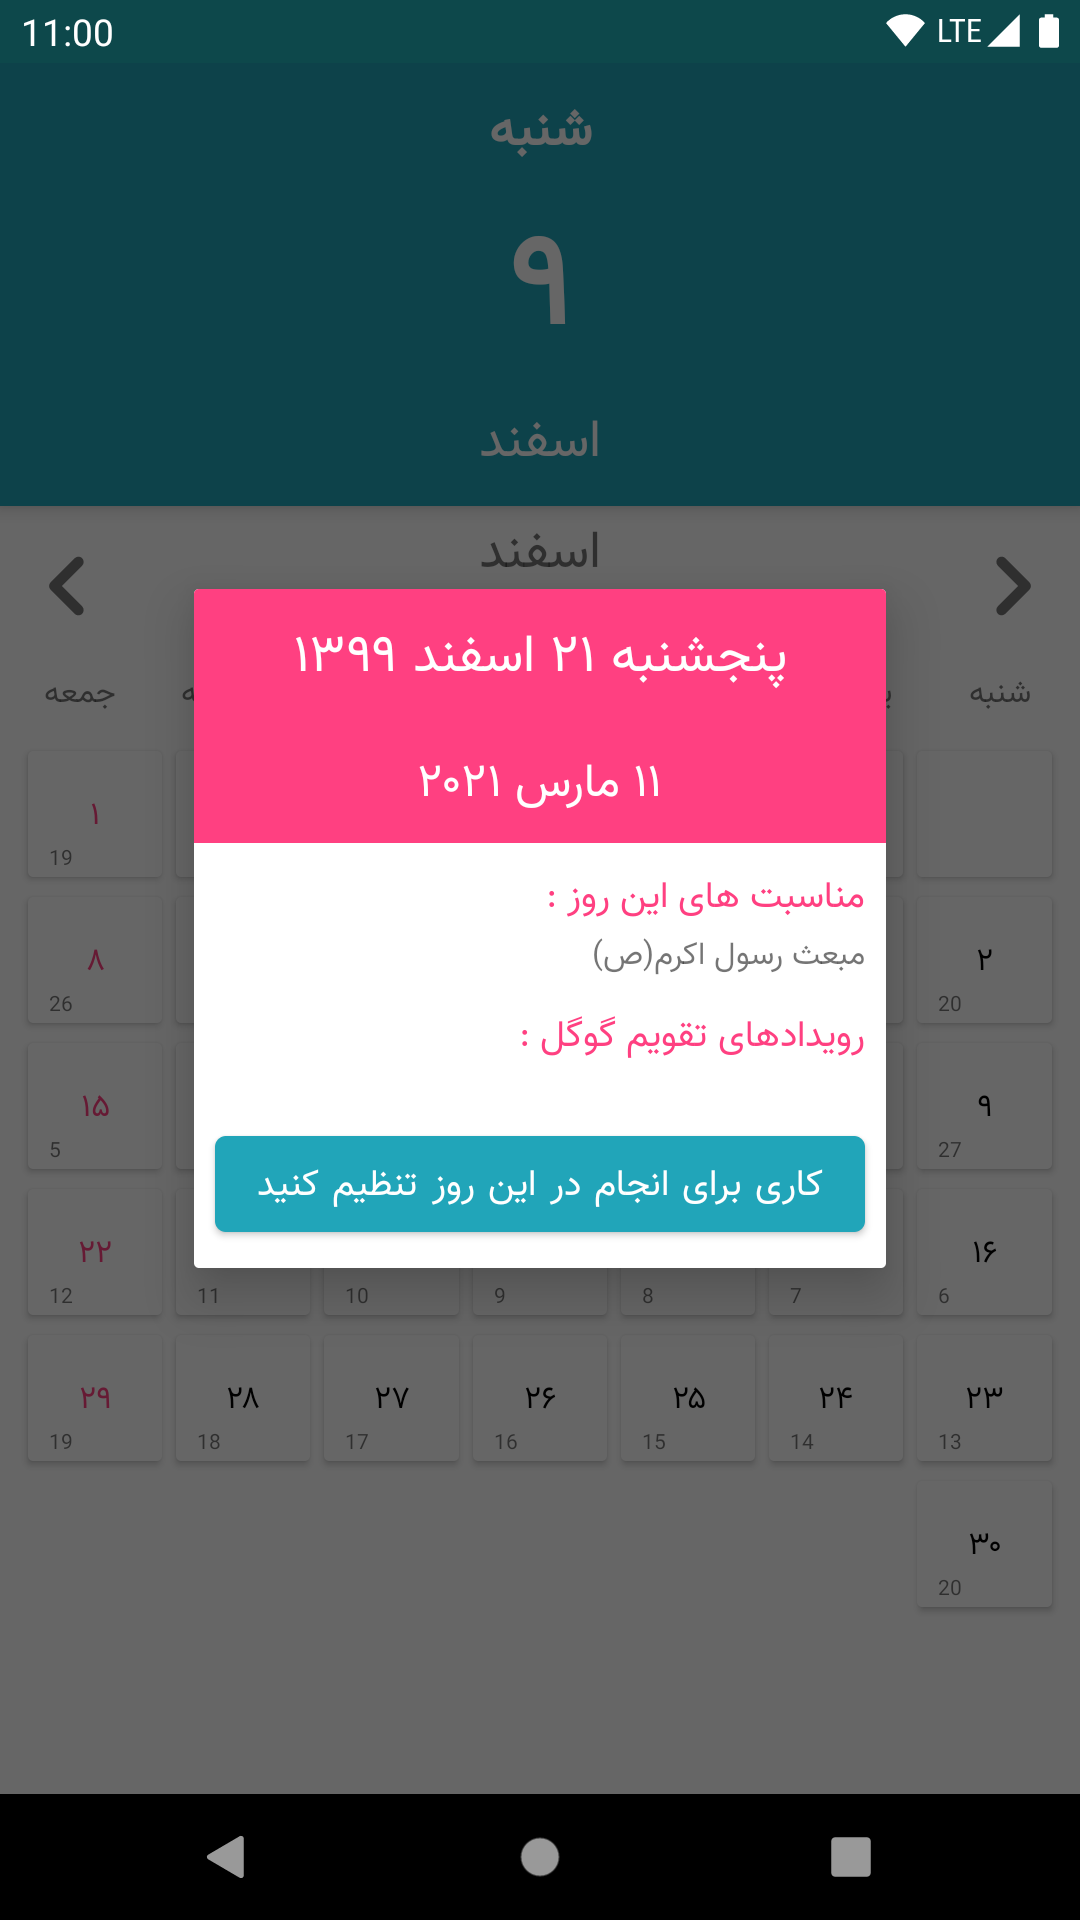 11:00 LTE
شنبه
۹
اسفند
اسفند
شنبه جمعه
پنجشنبه ۲۱ اسفند ۱۳۹۹
۱۱ مارس ۲۰۲۱
مناسبت های این روز :
مبعث رسول اکرم(ص)
رویدادهای تقویم گوگل :
کاری برای انجام در این روز تنظیم کنید
۱
19
۲ ۸
20 26
۹ ۱۵
27 5
۱۶ ۲۲
6 7 8 9 10 11 12
۲۳ ۲۴ ۲۵ ۲۶ ۲۷ ۲۸ ۲۹
13 14 15 16 17 18 19
۳۰
20